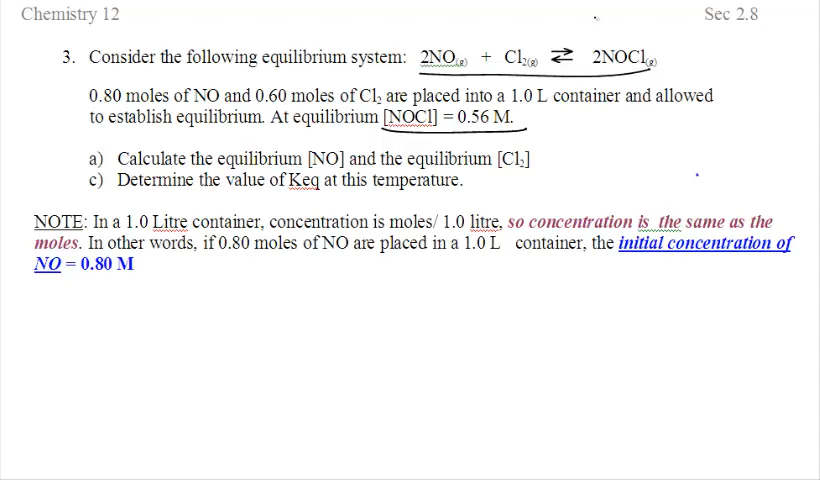 Chemistry 12 Sec 2.8
3. Consider the following equilibrium system: 2NO(g) + Cl2(g) ⇄ 2NOCl(g)
0.80 moles of NO and 0.60 moles of Cl2 are placed into a 1.0 L container and allowed
to establish equilibrium. At equilibrium [NOCl] = 0.56 M.
a) Calculate the equilibrium [NO] and the equilibrium [Cl2]
c) Determine the value of Keq at this temperature.
NOTE: In a 1.0 Litre container, concentration is moles/ 1.0 litre, so concentration is the same as the
moles. In other words, if 0.80 moles of NO are placed in a 1.0 L container, the initial concentration of
NO = 0.80 M